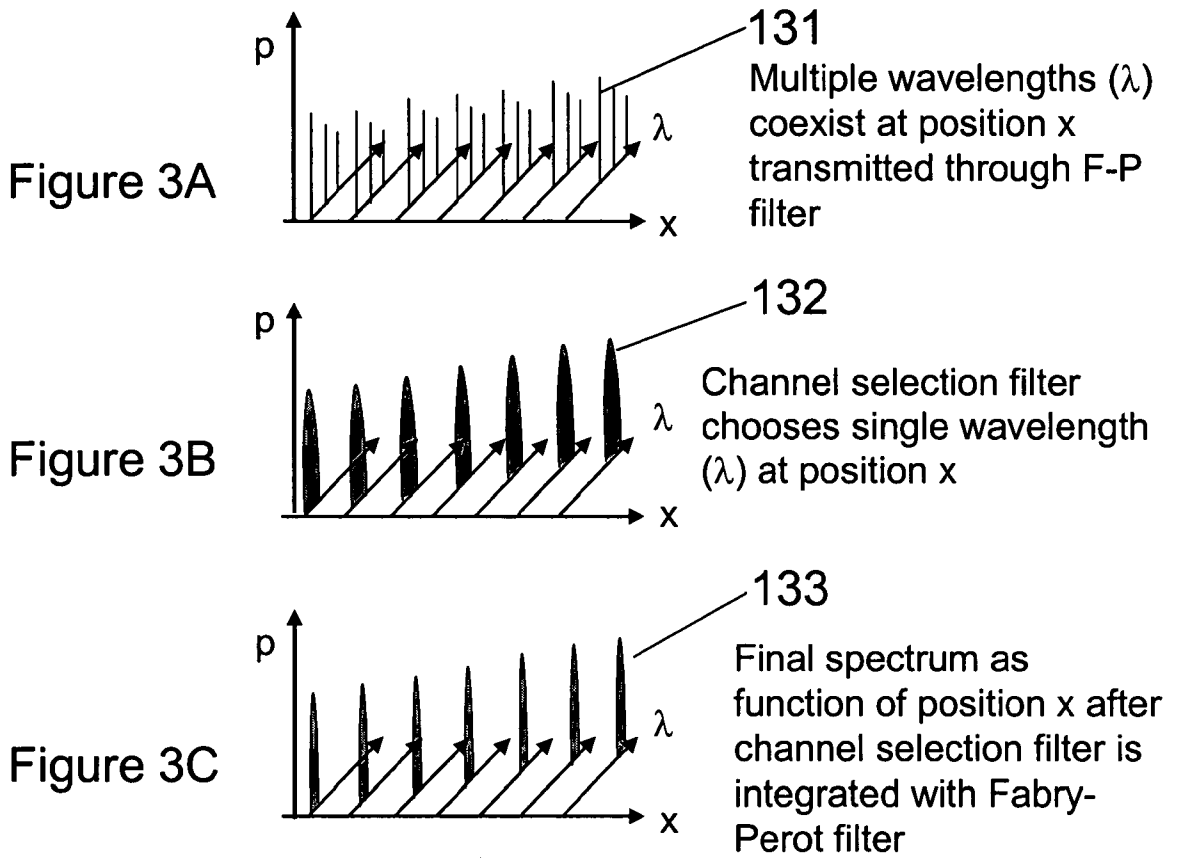 131
p
Multiple wavelengths (λ)
coexist at position x
transmitted through F-P
filter
λ
Figure 3A
x
132
p
Channel selection filter
chooses single wavelength
(λ) at position x
λ
Figure 3B
x
133
p
Final spectrum as
function of position x after
channel selection filter is
integrated with Fabry-
Perot filter
λ
Figure 3C
x